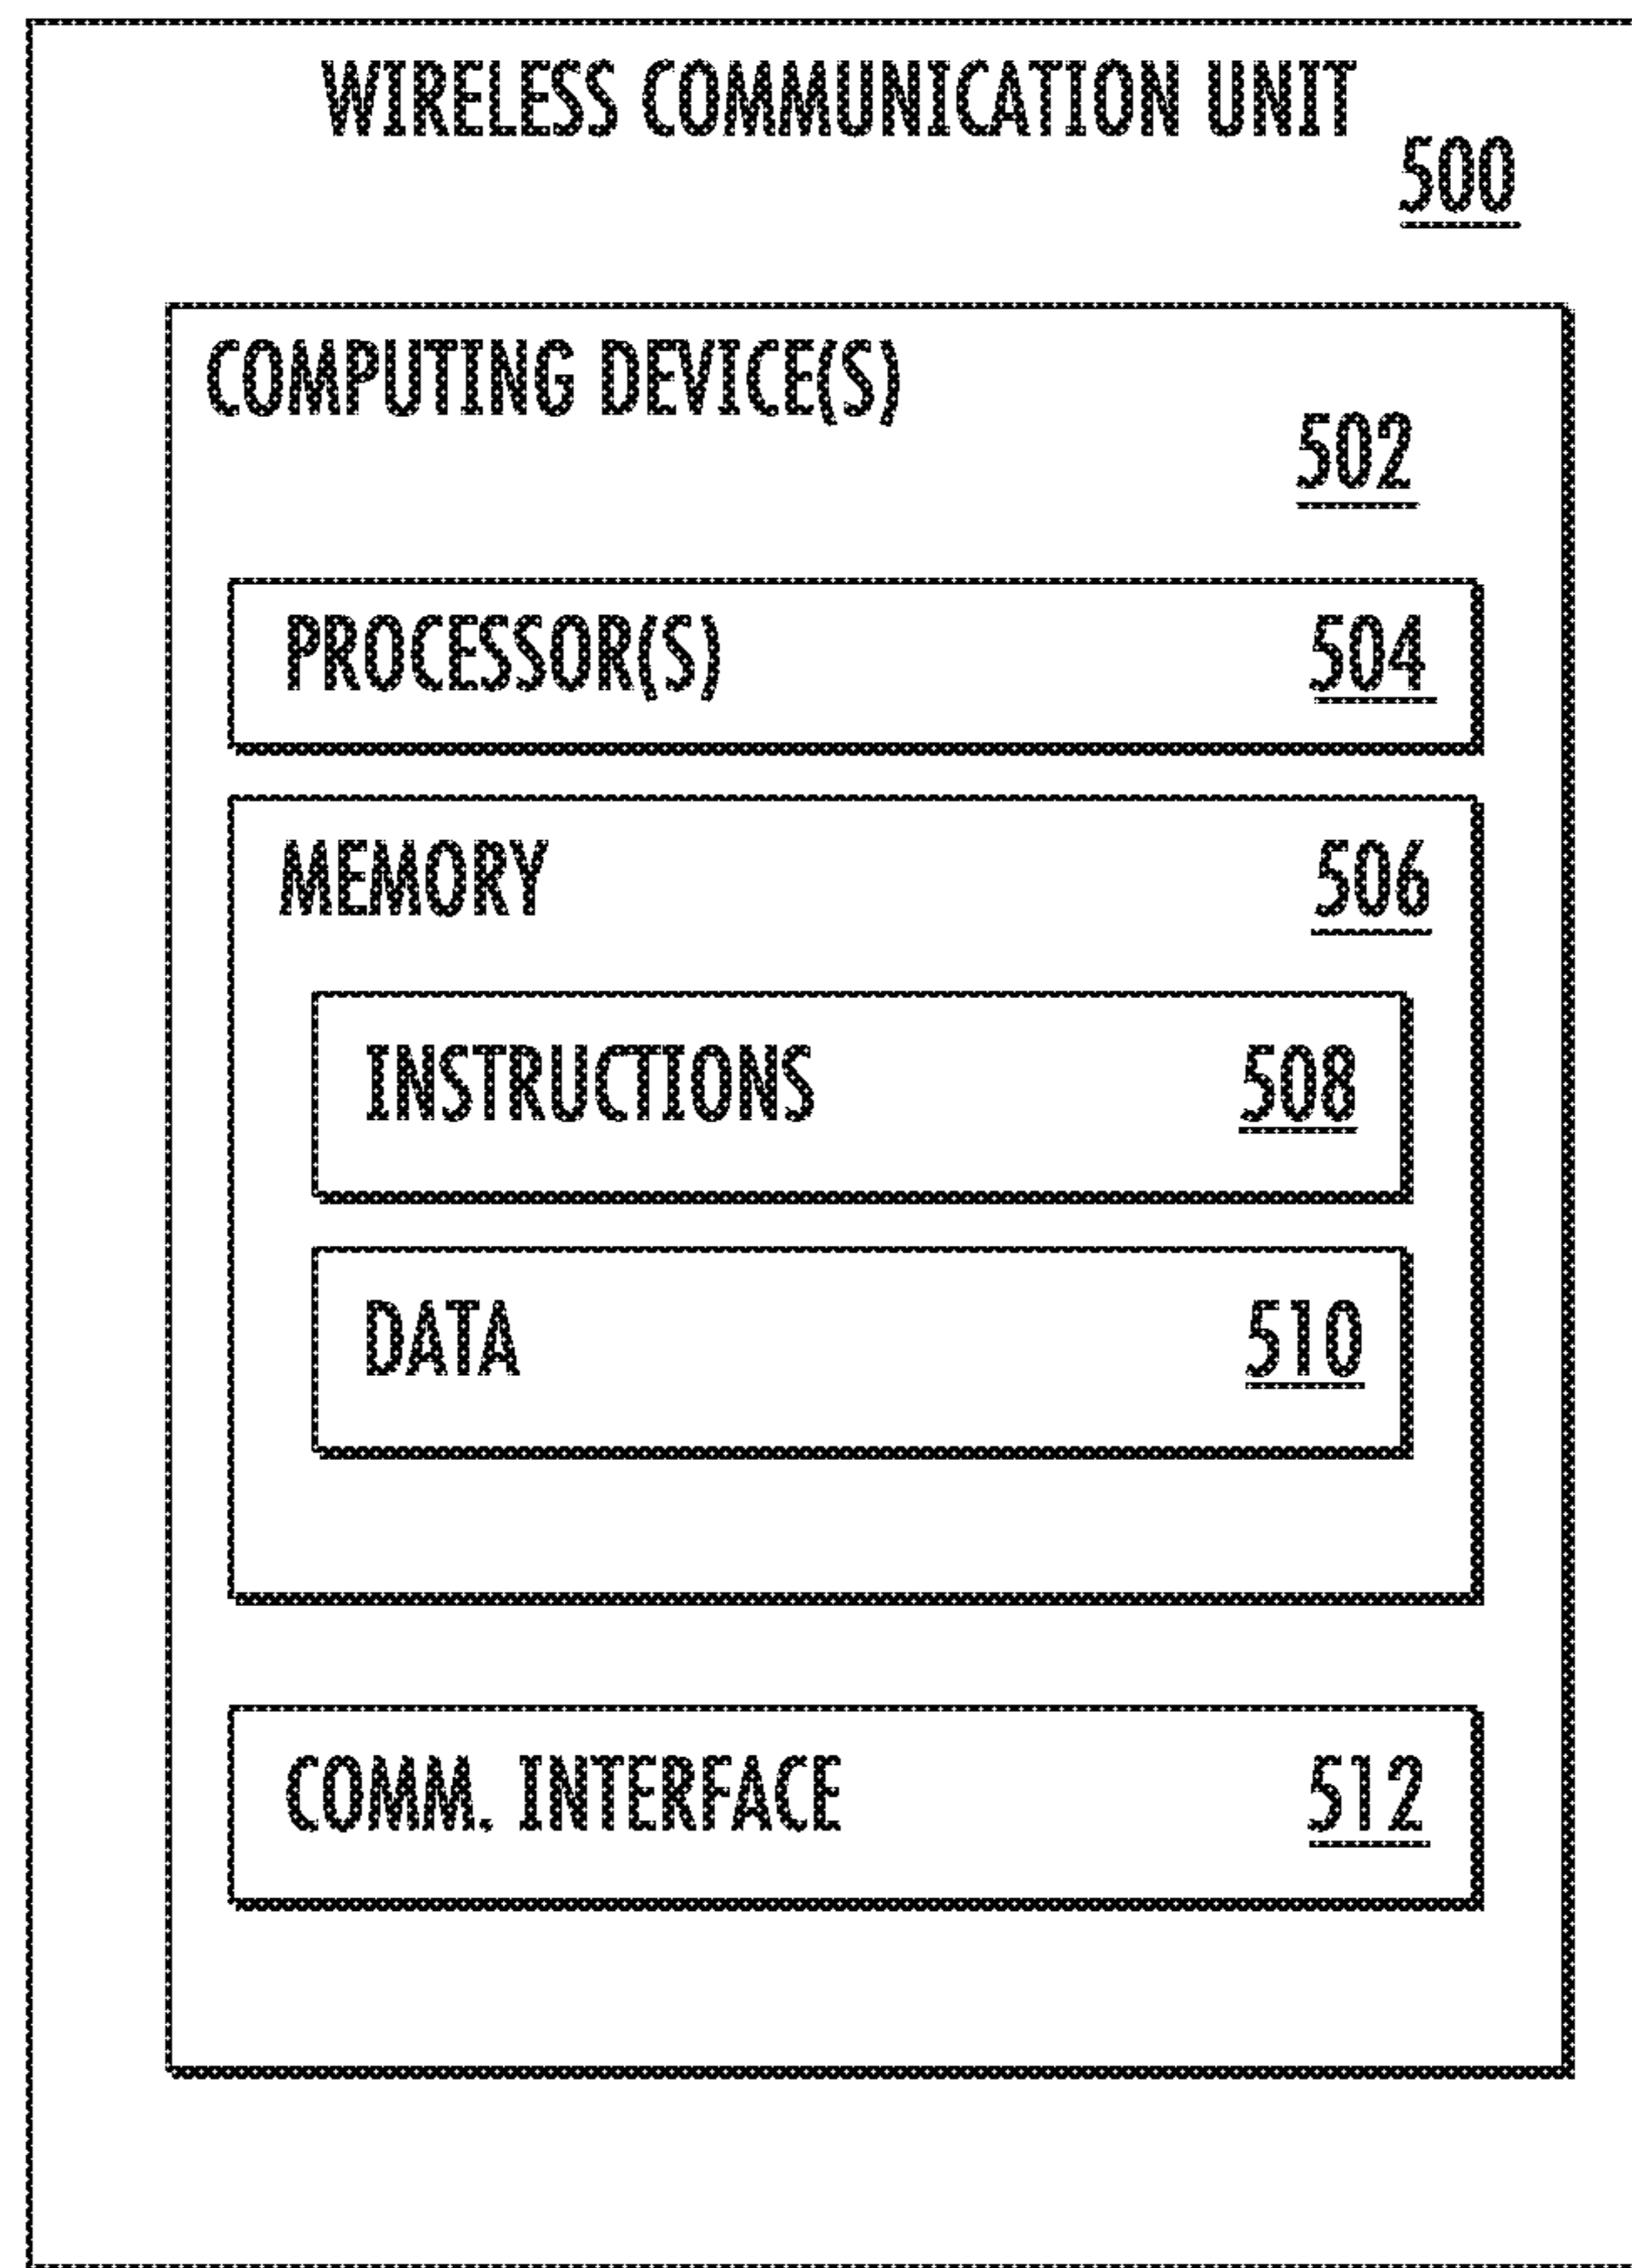 WIRELESS COMMUNICATION UNIT
500
COMPUTING DEVICE(S)
502
PROCESSOR(S) 504
MEMORY 506
INSTRUCTIONS 508
DATA 510
COMM. INTERFACE 512